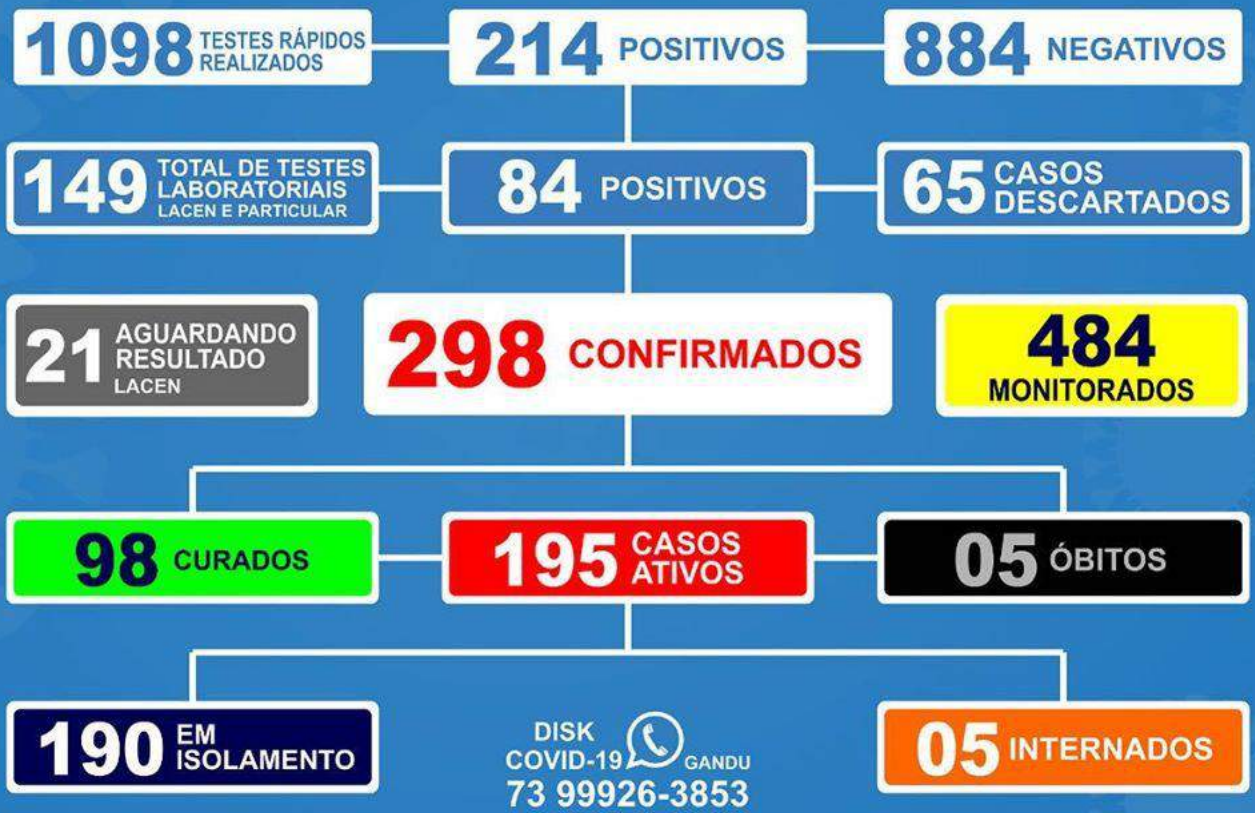 1098 TESTES RÁPIDOS
REALIZADOS
214 POSITIVOS
884 NEGATIVOS
149 TOTAL DE TESTES
LABORATORIAIS
LACEN E PARTICULAR
84 POSITIVOS
65 CASOS
DESCARTADOS
21 AGUARDANDO
RESULTADO
LACEN
298 CONFIRMADOS
484
MONITORADOS
98 CURADOS
195 CASOS
ATIVOS
05 ÓBITOS
190 EM
ISOLAMENTO
DISK
COVID-19 GANDU
73 99926-3853
05 INTERNADOS